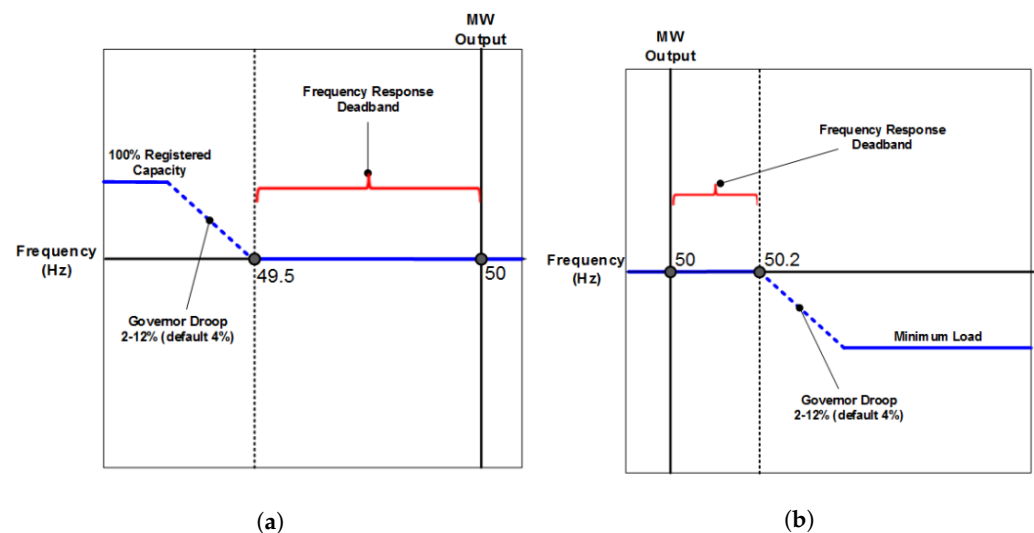 MW
Output
Frequency Response
Deadband
100% Registered
Capacity
Frequency
(Hz)
49.5
50
Governor Droop
2-12% (default 4%)
(a)
MW
Output
Frequency Response
Deadband
Frequency
(Hz)
50
50.2
Minimum Load
Governor Droop
2-12% (default 4%)
(b)